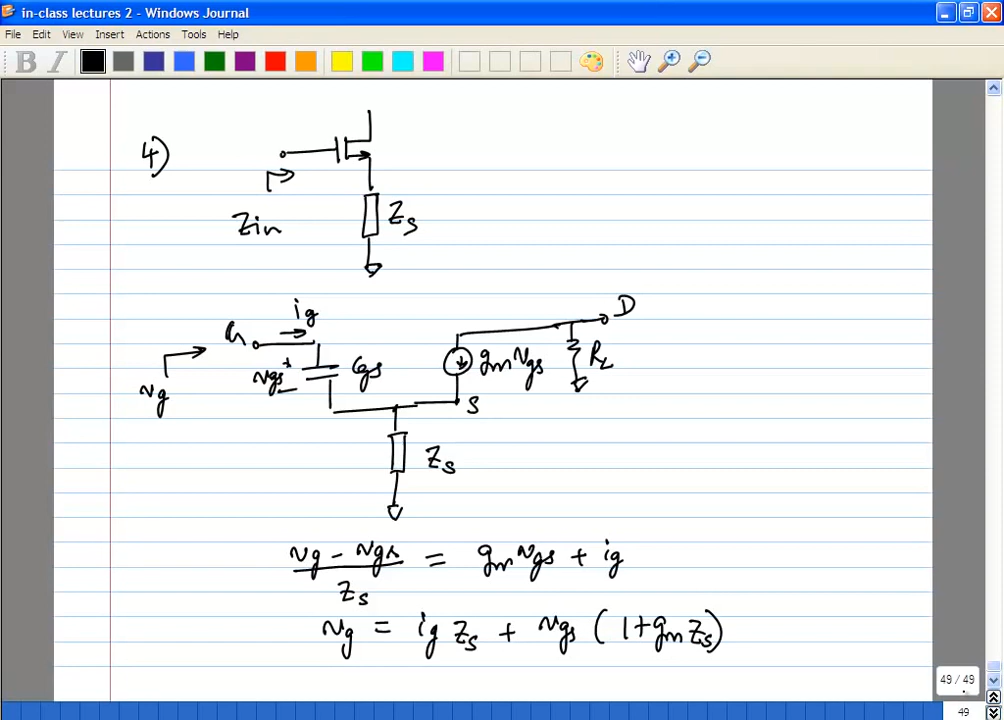 in-class lectures 2 - Windows Journal
File Edit View Insert Actions Tools Help
B I
4)
Zin
Zs
ig
G
D
vg
vgs
+
-
Cgs
gm vgs
RL
S
Zs
vg - vgs / Zs = gm vgs + ig
vg = ig Zs + vgs (1 + gm Zs)
49 / 49
49